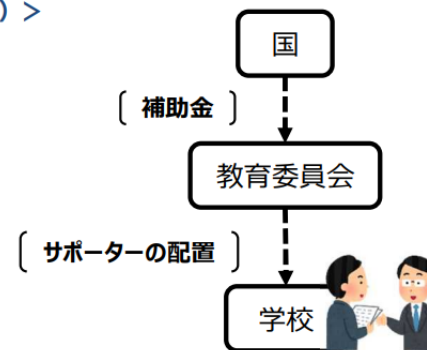 ) >
国
〔 補助金 〕
教育委員会
〔 サポーターの配置 〕
学校